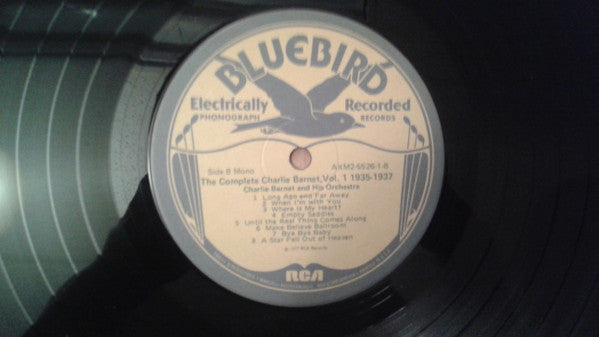 BLUEBIRD
Electrically Recorded
PHONOGRAPH RECORDS
Side B Mono AXM2-5526-1-B
The Complete Charlie Barnet, Vol. 1 1935-1937
Charlie Barnet and His Orchestra
1 Long Ago and Far Away
2 When I'm with You
3 Where is My Heart?
4 Empty Saddles
5 Until the Real Thing Comes Along
6 Make Believe Ballroom
7 Bye Bye Baby
8 A Star Fell Out of Heaven
RCA Records
RCA